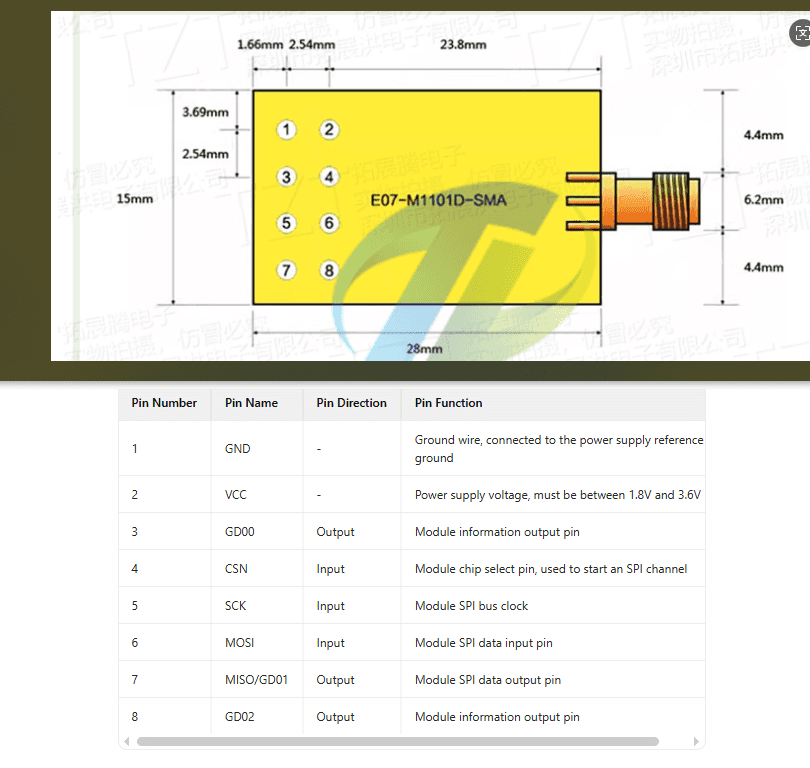 1.66mm 2.54mm 23.8mm
3.69mm
2.54mm
15mm
4.4mm
6.2mm
4.4mm
28mm
1 2
3 4
E07-M1101D-SMA
5 6
7 8
仿冒必究
实物拍摄
深圳市拓展洪电子有限公司
拓展腾电子
仿冒必究
TZT
Pin Number Pin Name Pin Direction Pin Function
1 GND - Ground wire, connected to the power supply reference
ground
2 VCC - Power supply voltage, must be between 1.8V and 3.6V
3 GD00 Output Module information output pin
4 CSN Input Module chip select pin, used to start an SPI channel
5 SCK Input Module SPI bus clock
6 MOSI Input Module SPI data input pin
7 MISO/GD01 Output Module SPI data output pin
8 GD02 Output Module information output pin